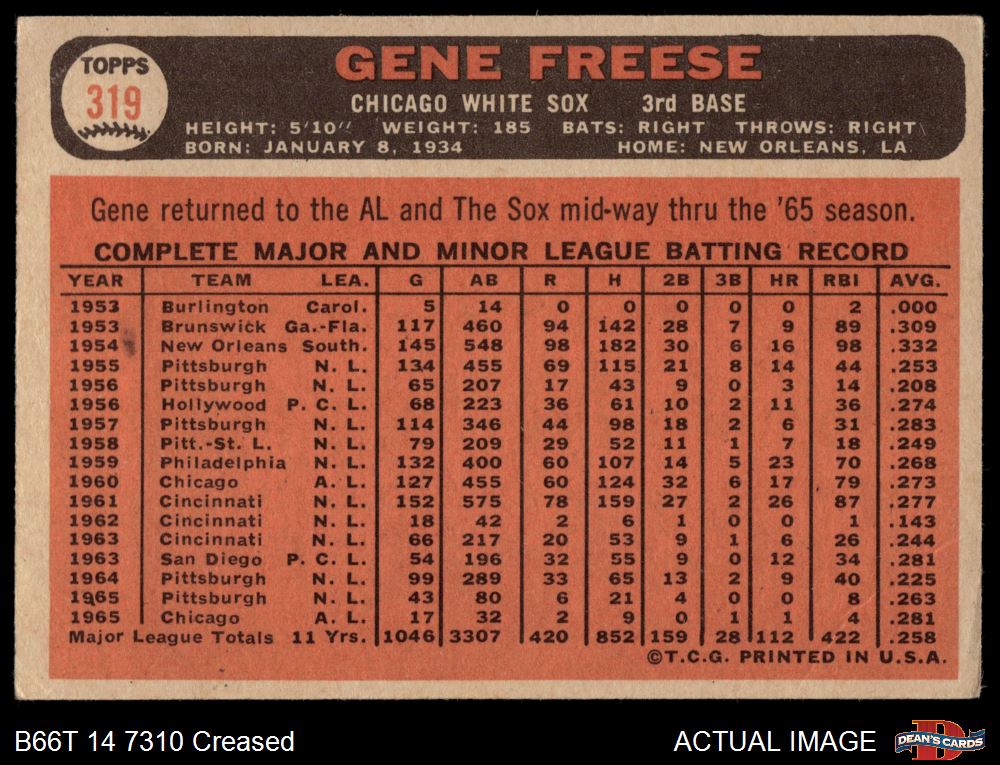 TOPPS
319
GENE FREESE
CHICAGO WHITE SOX 3rd BASE
HEIGHT: 5'10" WEIGHT: 185 BATS: RIGHT THROWS: RIGHT
BORN: JANUARY 8, 1934 HOME: NEW ORLEANS, LA.
Gene returned to the AL and The Sox mid-way thru the '65 season.
COMPLETE MAJOR AND MINOR LEAGUE BATTING RECORD
YEAR TEAM LEA. G AB R H 2B 3B HR RBI AVG.
1953 Burlington Carol. 5 14 0 0 0 0 0 2 .000
1953 Brunswick Ga.-Fla. 117 460 94 142 28 7 9 89 .309
1954 New Orleans South. 145 548 98 182 30 6 16 98 .332
1955 Pittsburgh N. L. 134 455 69 115 21 8 14 44 .253
1956 Pittsburgh N. L. 65 207 17 43 9 0 3 14 .208
1956 Hollywood P. C. L. 68 223 36 61 10 2 11 36 .274
1957 Pittsburgh N. L. 114 346 44 98 18 2 6 31 .283
1958 Pitt.-St. L. N. L. 79 209 29 52 11 1 7 18 .249
1959 Philadelphia N. L. 132 400 60 107 14 5 23 70 .268
1960 Chicago A. L. 127 455 60 124 32 6 17 79 .273
1961 Cincinnati N. L. 152 575 78 159 27 2 26 87 .277
1962 Cincinnati N. L. 18 42 2 6 1 0 0 1 .143
1963 Cincinnati N. L. 66 217 20 53 9 1 6 26 .244
1963 San Diego P. C. L. 54 196 32 55 9 0 12 34 .281
1964 Pittsburgh N. L. 99 289 33 65 13 2 9 40 .225
1965 Pittsburgh N. L. 43 80 6 21 4 0 0 8 .263
1965 Chicago A. L. 17 32 2 9 0 1 1 4 .281
Major League Totals 11 Yrs. 1046 3307 420 852 159 28 112 422 .258
©T.C.G. PRINTED IN U.S.A.
B66T 14 7310 Creased
ACTUAL IMAGE
DEAN'S CARDS